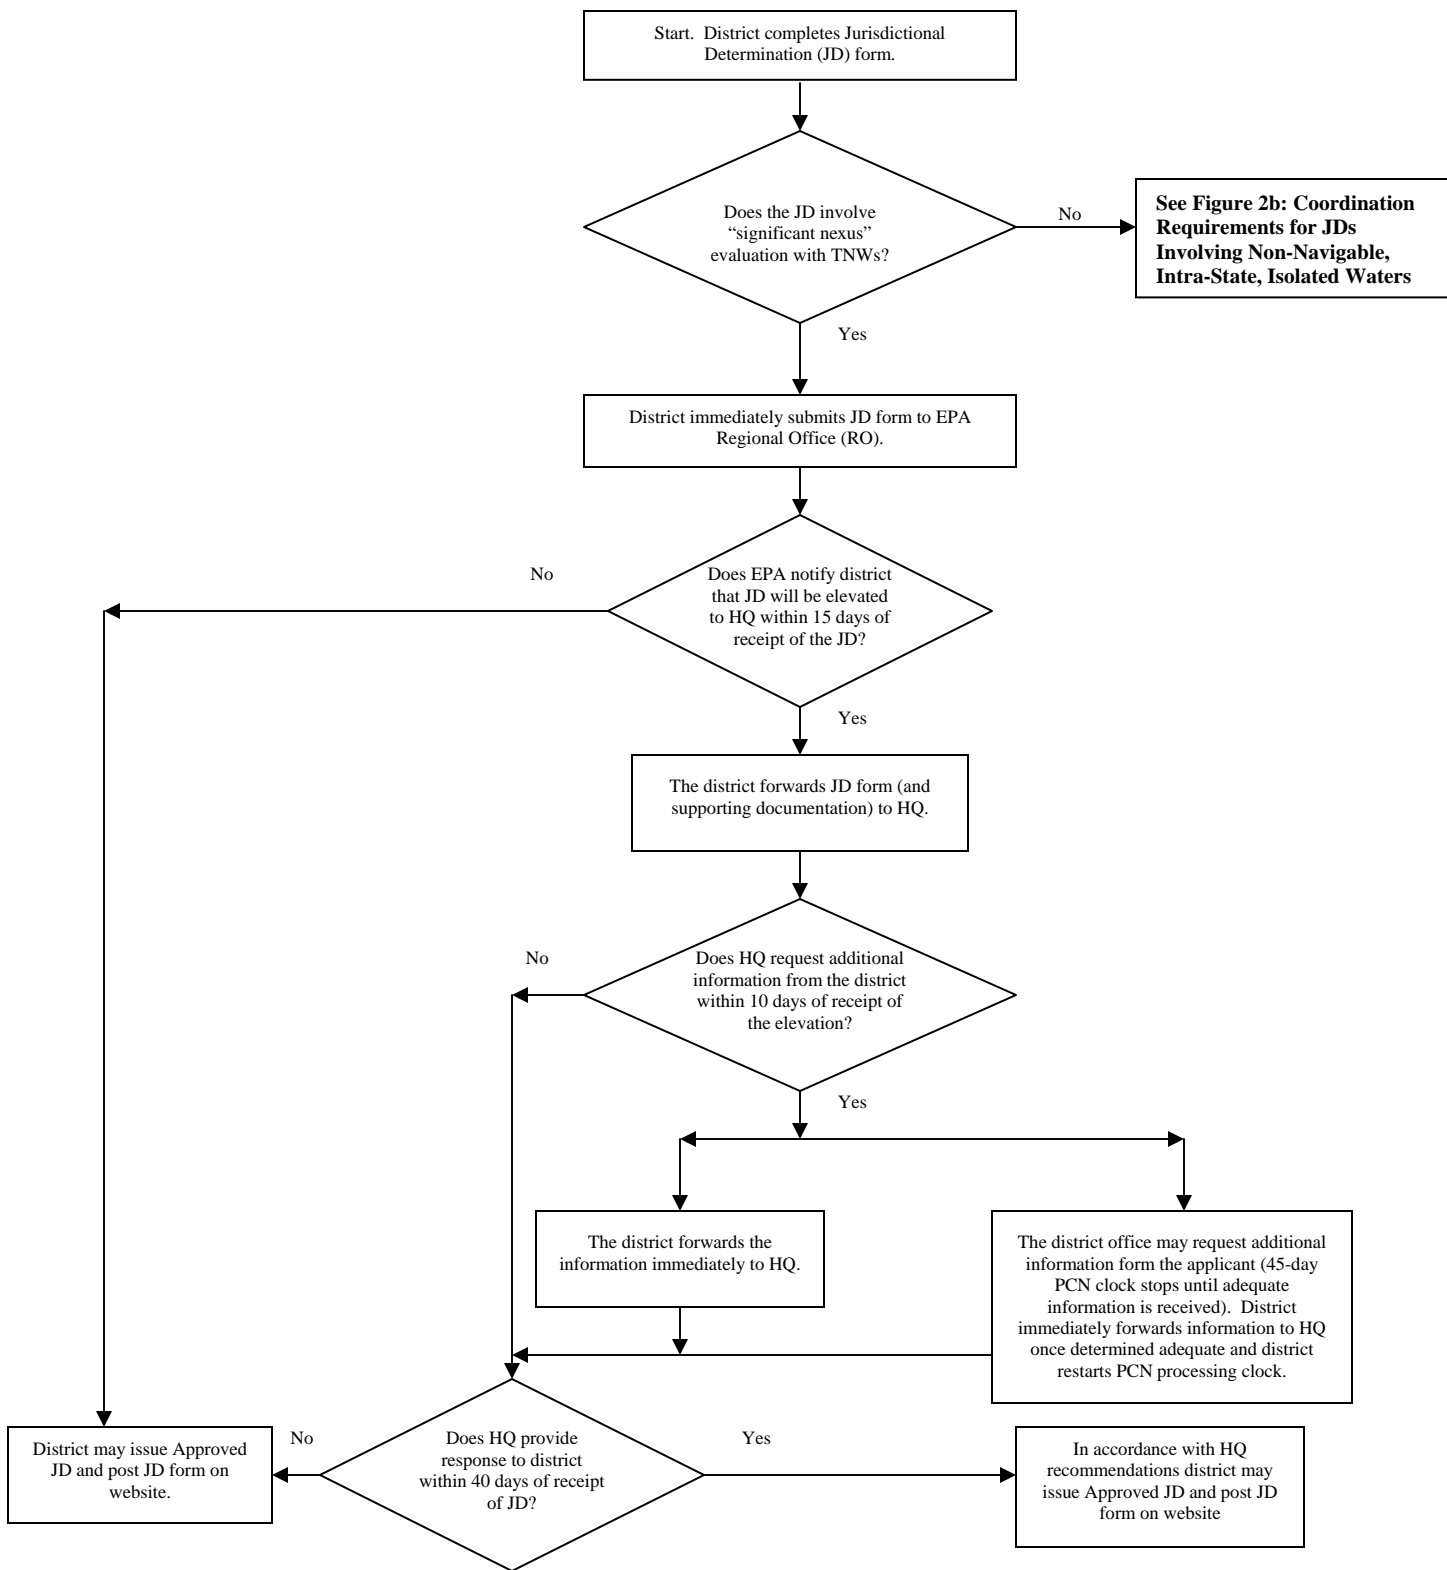 Start.  District completes Jurisdictional
Determination (JD) form.
Does the JD involve
“significant nexus”
evaluation with TNWs?
No
See Figure 2b: Coordination
Requirements for JDs
Involving Non-Navigable,
Intra-State, Isolated Waters
Yes
District immediately submits JD form to EPA
Regional Office (RO).
No
Does EPA notify district
that JD will be elevated
to HQ within 15 days of
receipt of the JD?
Yes
The district forwards JD form (and
supporting documentation) to HQ.
No
Does HQ request additional
information from the district
within 10 days of receipt of
the elevation?
Yes
The district forwards the
information immediately to HQ.
The district office may request additional
information form the applicant (45-day
PCN clock stops until adequate
information is received).  District
immediately forwards information to HQ
once determined adequate and district
restarts PCN processing clock.
District may issue Approved
JD and post JD form on
website.
No
Does HQ provide
response to district
within 40 days of receipt
of JD?
Yes
In accordance with HQ
recommendations district may
issue Approved JD and post JD
form on website